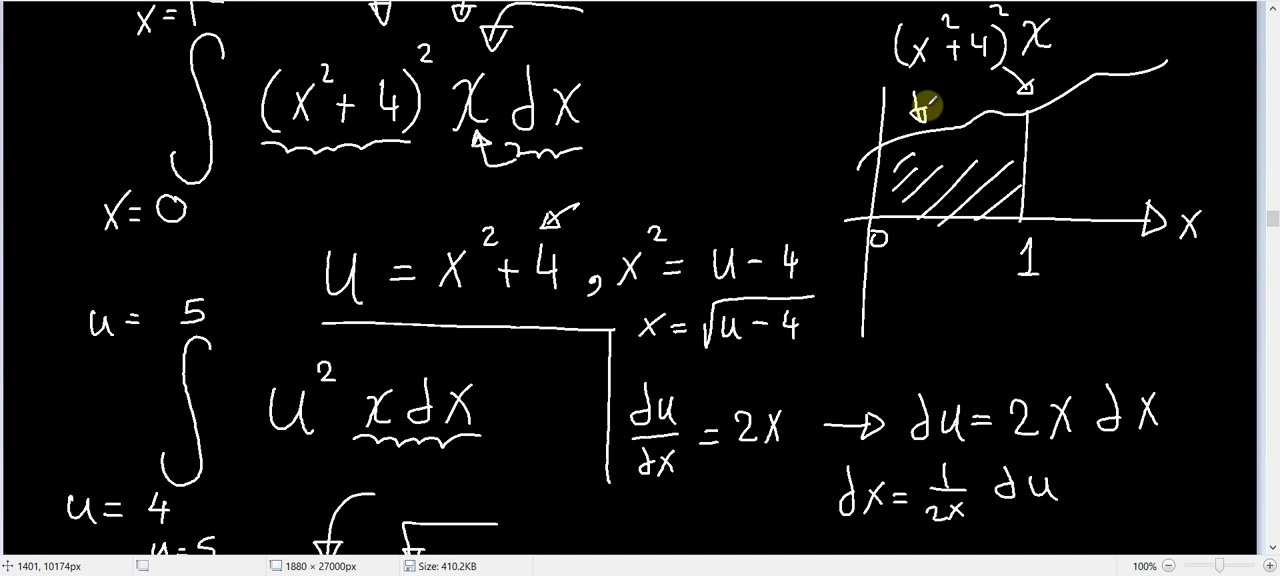 x = 1
∫ (x² + 4)² x dx
x = 0
(x² + 4)² x
0 1 x
u = x² + 4 , x² = u - 4
x = √(u - 4)
u = 5
∫ u² x dx
u = 4
du/dx = 2x → du = 2x dx
dx = 1/2x du
u = 5
1401, 10174px 1880 × 27000px Size: 410.2KB 100%